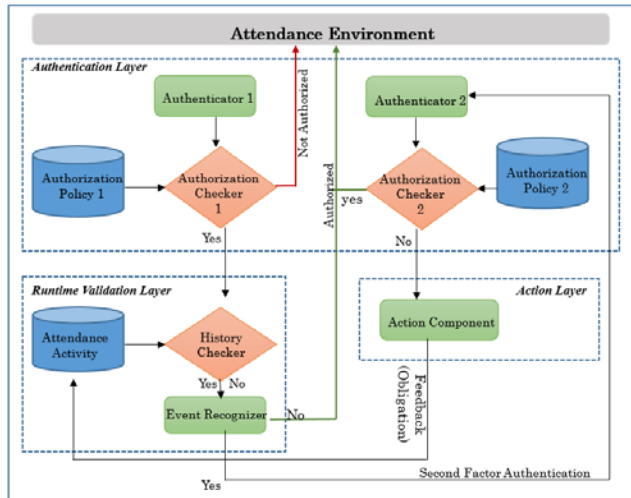 Attendance Environment
Authentication Layer
Authenticator 1
Not Authorized
Authenticator 2
Authorization
Policy 1
Authorization
Checker
1
Authorized
yes
Authorization
Checker
2
Authorization
Policy 2
Yes
No
Runtime Validation Layer
Action Layer
Attendance
Activity
History
Checker
Action Component
Yes
No
Event Recognizer
No
Feedback
(Obligation)
Yes
Second Factor Authentication